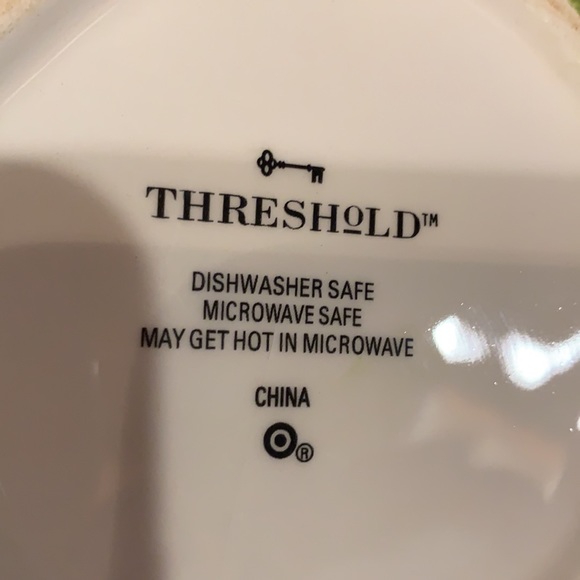 THRESHOLD™
DISHWASHER SAFE
MICROWAVE SAFE
MAY GET HOT IN MICROWAVE
CHINA
®